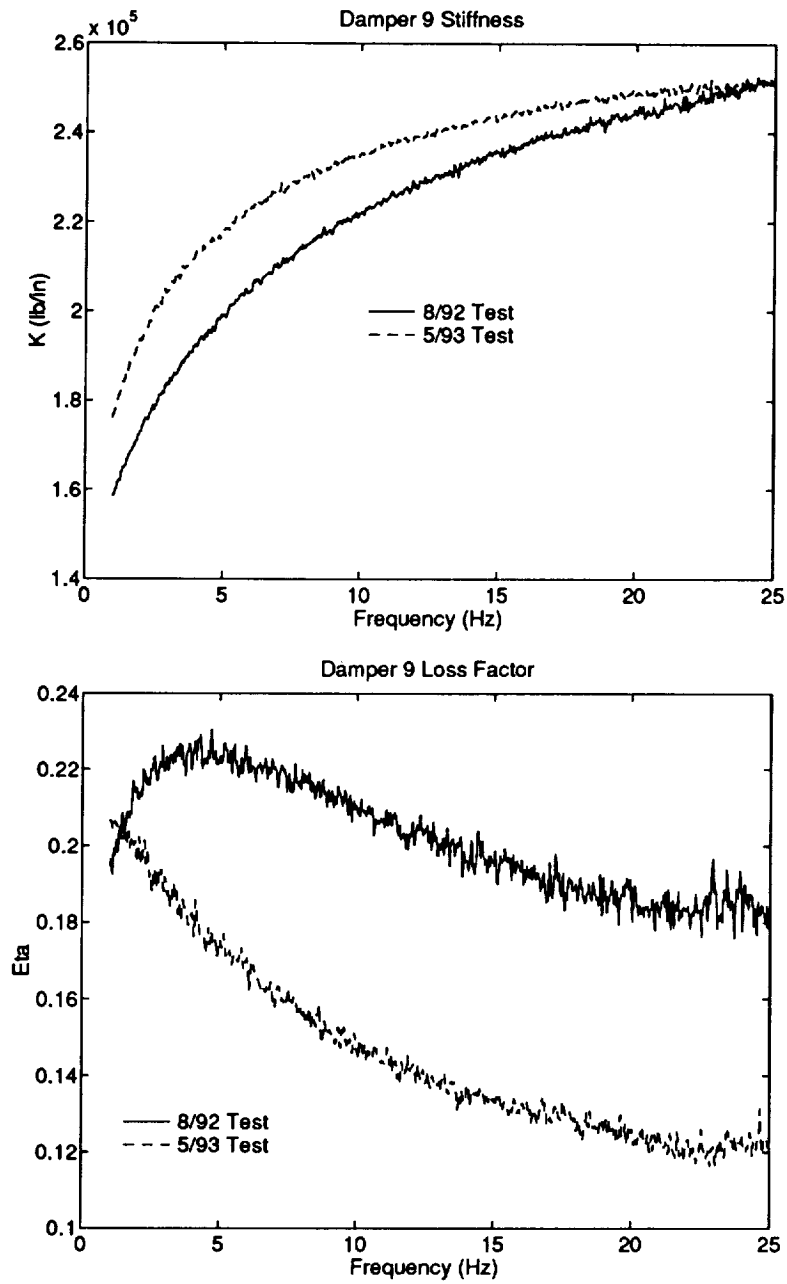 Damper 9 Stiffness
x 10^5
2.6
2.4
2.2
2
1.8
1.6
1.4
K (lb/in)
8/92 Test
5/93 Test
0 5 10 15 20 25
Frequency (Hz)
Damper 9 Loss Factor
0.24
0.22
0.2
0.18
0.16
0.14
0.12
0.1
Eta
8/92 Test
5/93 Test
0 5 10 15 20 25
Frequency (Hz)